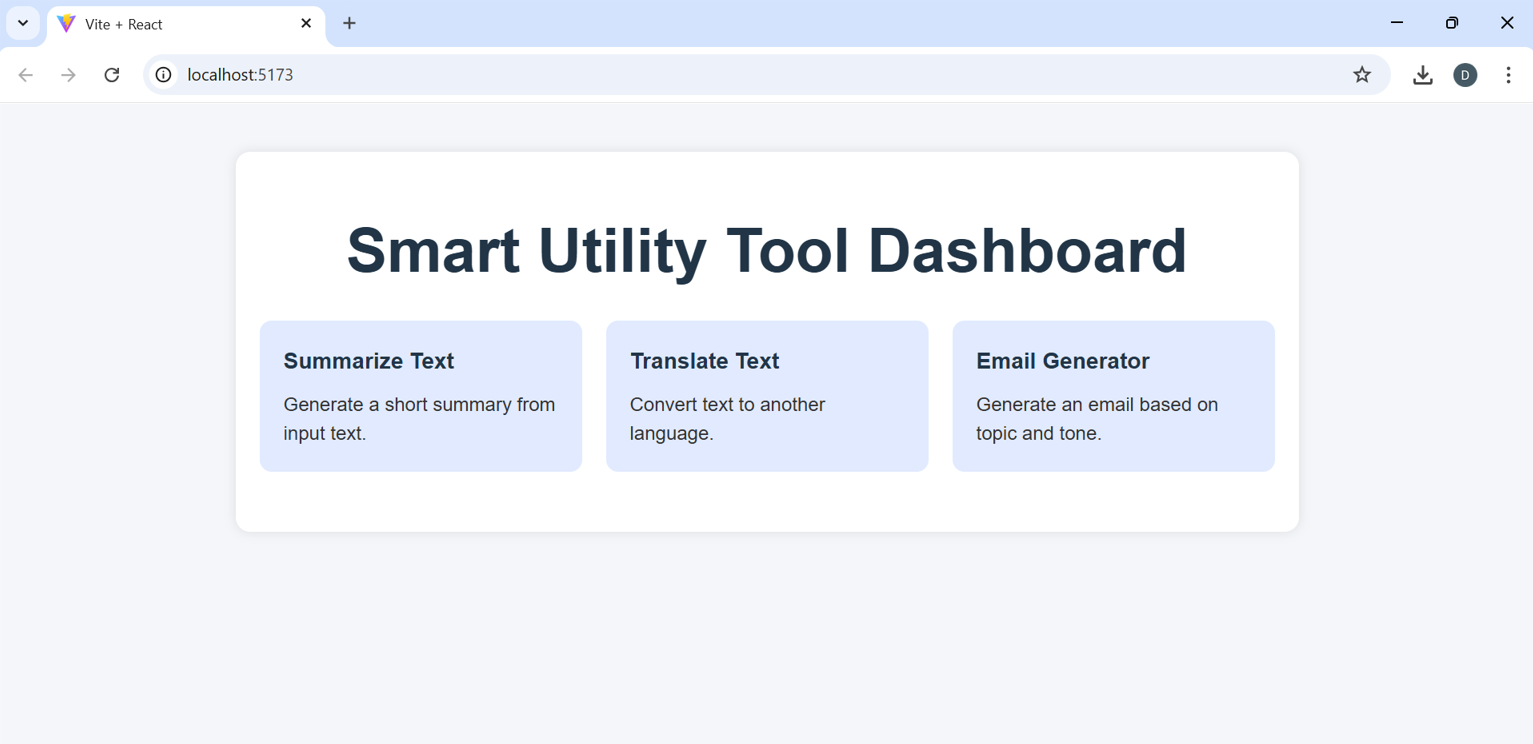 Vite + React
localhost:5173
D
Smart Utility Tool Dashboard
Summarize Text
Generate a short summary from
input text.
Translate Text
Convert text to another
language.
Email Generator
Generate an email based on
topic and tone.